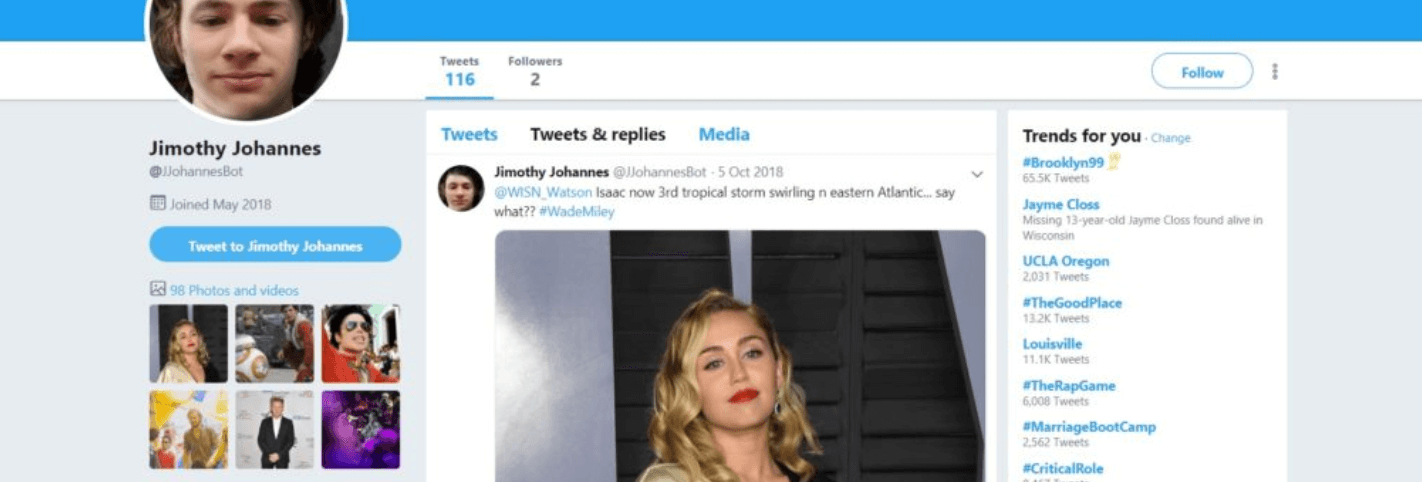 Tweets
116
Followers
2
Follow
Jimothy Johannes
@JJohannesBot
Joined May 2018
Tweet to Jimothy Johannes
98 Photos and videos
Tweets Tweets & replies Media
Jimothy Johannes @JJohannesBot · 5 Oct 2018
@WISN_Watson Isaac now 3rd tropical storm swirling n eastern Atlantic... say
what?? #WadeMiley
Trends for you · Change
#Brooklyn99
65.5K Tweets
Jayme Closs
Missing 13-year-old Jayme Closs found alive in
Wisconsin
UCLA Oregon
2,031 Tweets
#TheGoodPlace
13.2K Tweets
Louisville
11.1K Tweets
#TheRapGame
6,008 Tweets
#MarriageBootCamp
2,562 Tweets
#CriticalRole